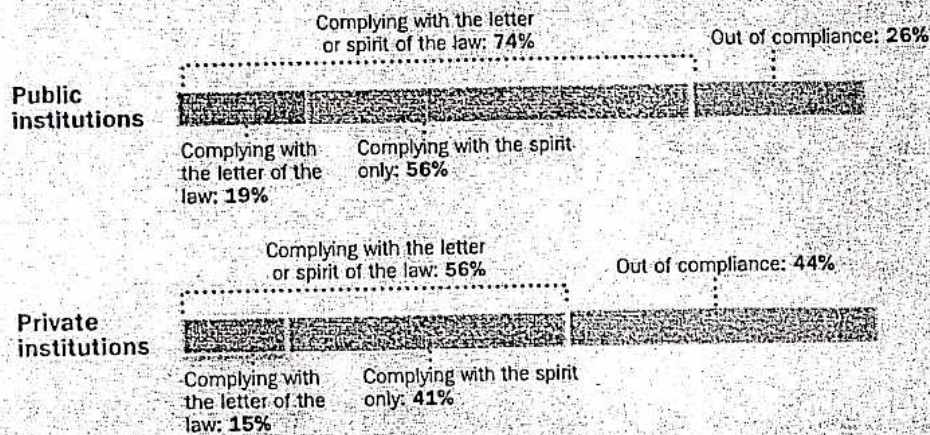 Complying with the letter
or spirit of the law: 74%
Out of compliance: 26%
Public
institutions
Complying with
the letter of the
law: 19%
Complying with the spirit
only: 56%
Complying with the letter
or spirit of the law: 56%
Out of compliance: 44%
Private
institutions
Complying with
the letter of the
law: 15%
Complying with the spirit
only: 41%